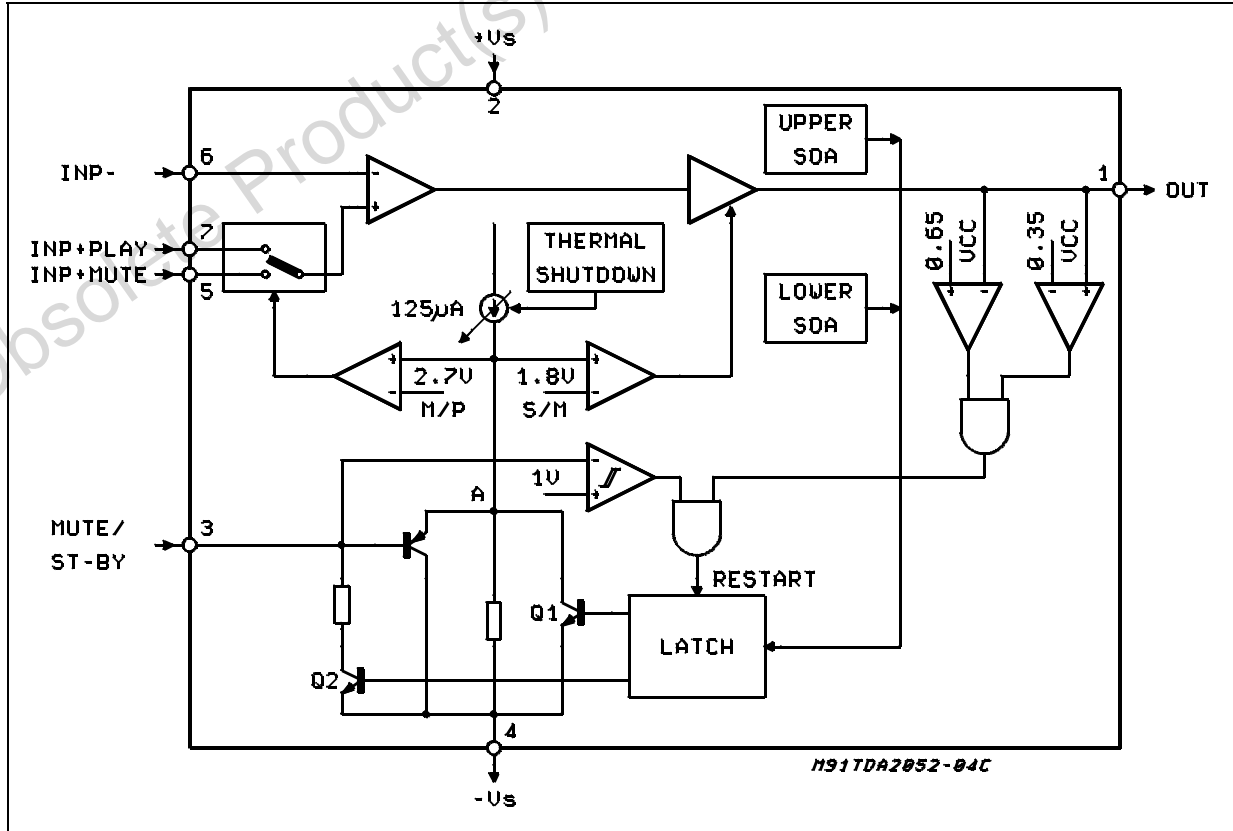 Obsolete Product(s)
+Vs
2
UPPER
SOA
INP-
6
1
OUT
7
INP+PLAY
INP+MUTE
5
THERMAL
SHUTDOWN
0.65
VCC
0.35
VCC
- + + - - +
125µA
LOWER
SOA
+ 2.7V 1.8V +
- M/P S/M -
-
1V
+
A
MUTE/
ST-BY
3
RESTART
Q1
LATCH
Q2
4
-Vs
M91TDA2052-04C